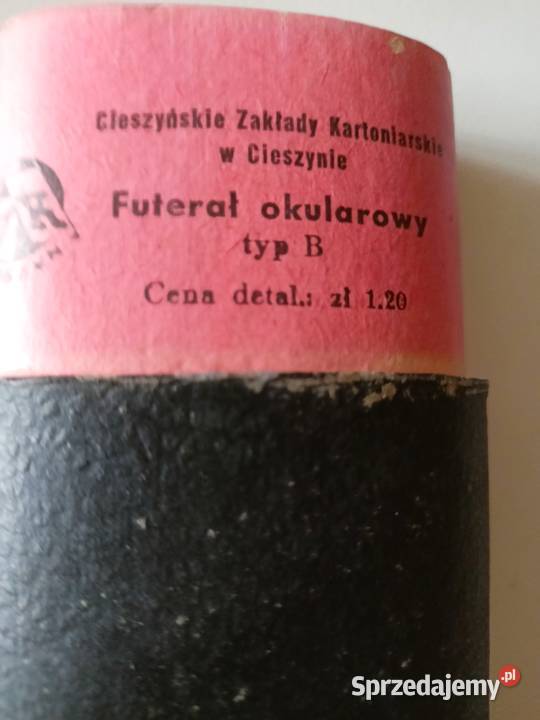 Cieszyńskie Zakłady Kartoniarskie
w Cieszynie
Futerał okularowy
typ B
Cena detal.: zł 1.20
Sprzedajemy.pl